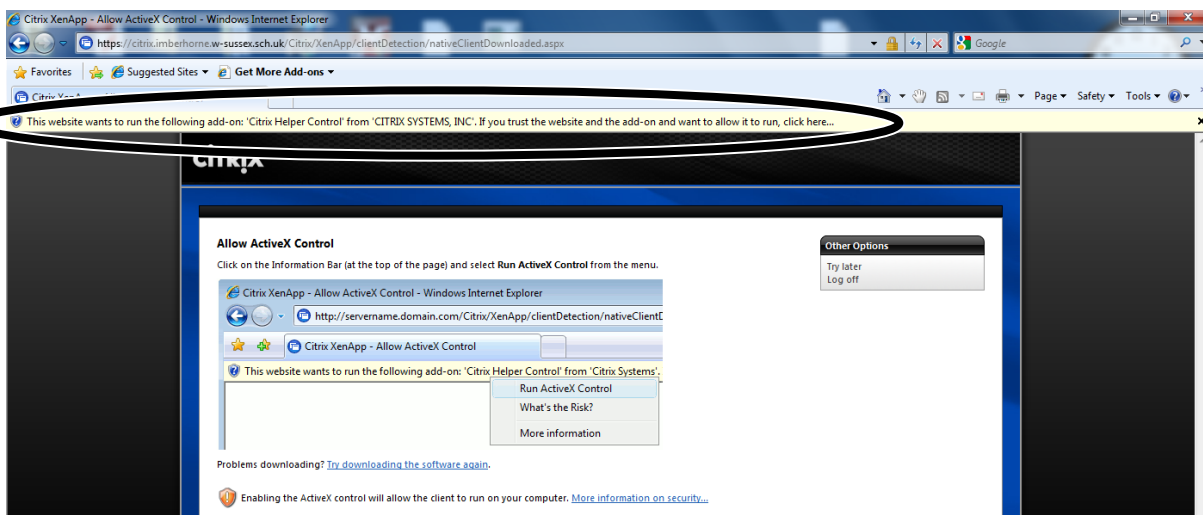 Citrix XenApp - Allow ActiveX Control - Windows Internet Explorer
https://citrix.imberhorne.w-sussex.sch.uk/Citrix/XenApp/clientDetection/nativeClientDownloaded.aspx
Google
Favorites Suggested Sites Get More Add-ons
Page Safety Tools
This website wants to run the following add-on: 'Citrix Helper Control' from 'CITRIX SYSTEMS, INC'. If you trust the website and the add-on and want to allow it to run, click here...
CITRIX
Allow ActiveX Control
Click on the Information Bar (at the top of the page) and select Run ActiveX Control from the menu.
Other Options
Try later
Log off
Citrix XenApp - Allow ActiveX Control - Windows Internet Explorer
http://servername.domain.com/Citrix/XenApp/clientDetection/nativeClientD
Citrix XenApp - Allow ActiveX Control
This website wants to run the following add-on: 'Citrix Helper Control' from 'Citrix Systems'.
Run ActiveX Control
What's the Risk?
More information
Problems downloading? Try downloading the software again.
Enabling the ActiveX control will allow the client to run on your computer. More information on security...